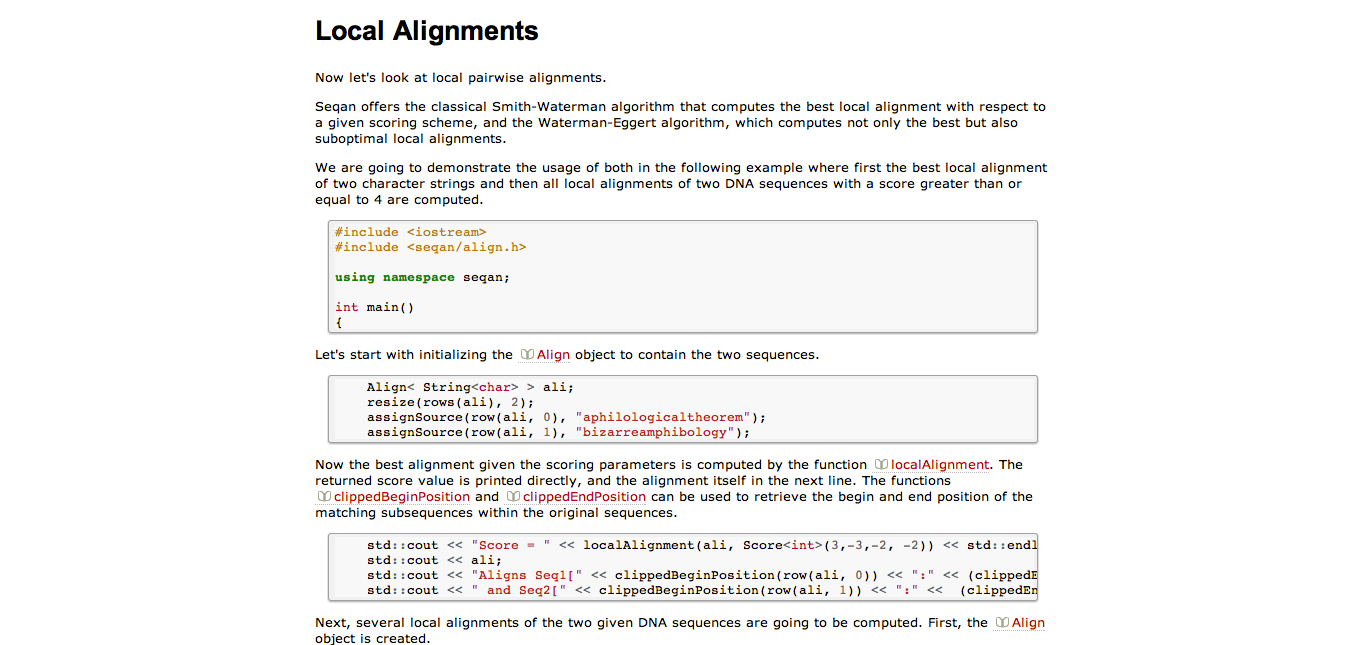 Local Alignments
Now let's look at local pairwise alignments.
Seqan offers the classical Smith-Waterman algorithm that computes the best local alignment with respect to
a given scoring scheme, and the Waterman-Eggert algorithm, which computes not only the best but also
suboptimal local alignments.
We are going to demonstrate the usage of both in the following example where first the best local alignment
of two character strings and then all local alignments of two DNA sequences with a score greater than or
equal to 4 are computed.
#include <iostream>
#include <seqan/align.h>
using namespace seqan;
int main()
{
Let's start with initializing the Align object to contain the two sequences.
Align< String<char> > ali;
resize(rows(ali), 2);
assignSource(row(ali, 0), "aphilologicaltheorem");
assignSource(row(ali, 1), "bizarreamphibology");
Now the best alignment given the scoring parameters is computed by the function localAlignment. The
returned score value is printed directly, and the alignment itself in the next line. The functions
clippedBeginPosition and clippedEndPosition can be used to retrieve the begin and end position of the
matching subsequences within the original sequences.
std::cout << "Score = " << localAlignment(ali, Score<int>(3,-3,-2, -2)) << std::endl
std::cout << ali;
std::cout << "Aligns Seq1[" << clippedBeginPosition(row(ali, 0)) << ":" << (clippedE
std::cout << " and Seq2[" << clippedBeginPosition(row(ali, 1)) << ":" <<  (clippedEn
Next, several local alignments of the two given DNA sequences are going to be computed. First, the Align
object is created.